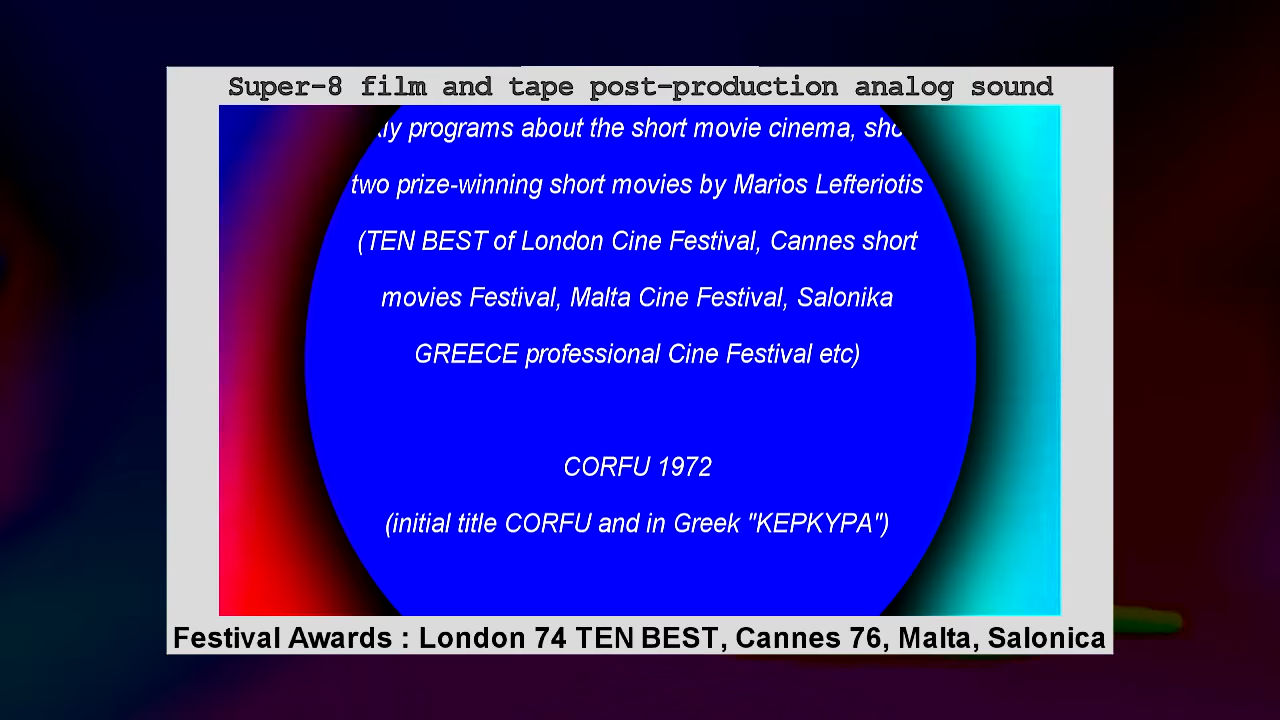 Super-8 film and tape post-production analog sound
programs about the short movie cinema,
two prize-winning short movies by Marios Lefteriotis
(TEN BEST of London Cine Festival, Cannes short
movies Festival, Malta Cine Festival, Salonika
GREECE professional Cine Festival etc)
CORFU 1972
(initial title CORFU and in Greek "KEPKYPA")
Festival Awards : London 74 TEN BEST, Cannes 76, Malta, Salonica